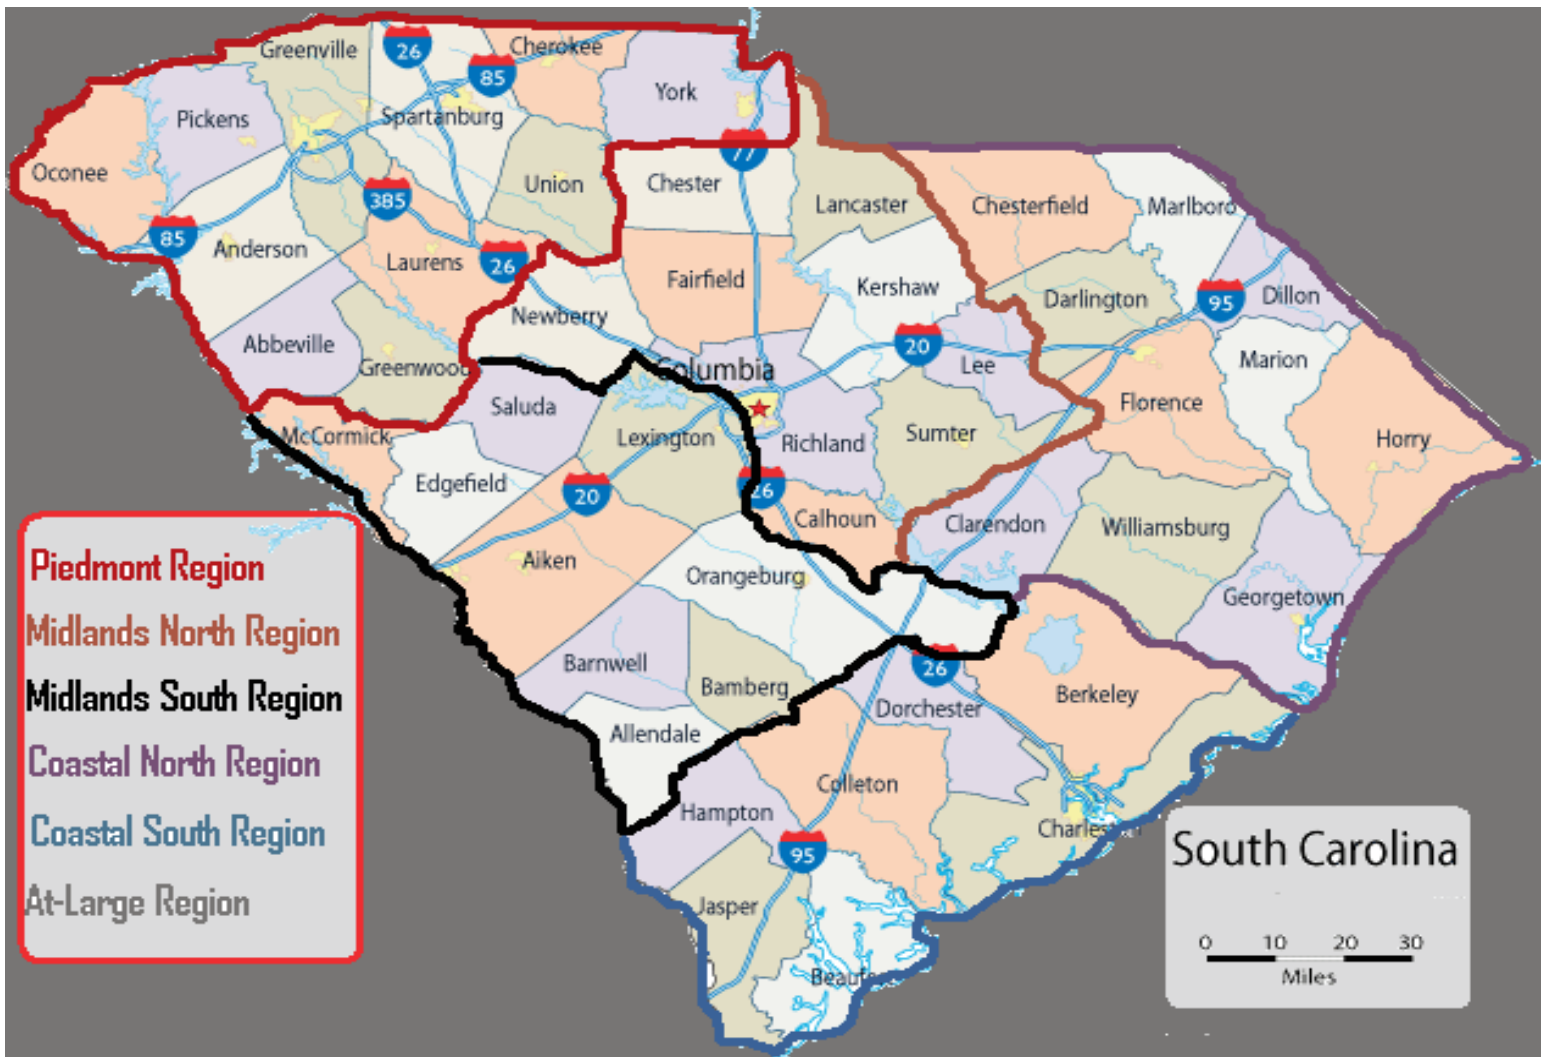 Greenville
26
Cherokee
85
York
Pickens
Spartanburg
77
Oconee
Union
Chester
385
Lancaster
Chesterfield
Marlboro
85
Anderson
Laurens
26
Fairfield
Kershaw
Darlington
95
Dillon
Newberry
Abbeville
20
Greenwood
Columbia
Lee
Marion
Saluda
Florence
McCormick
Lexington
Richland
Sumter
Horry
Edgefield
20
26
Calhoun
Clarendon
Williamsburg
Aiken
Orangeburg
Georgetown
Barnwell
Bamberg
26
Berkeley
Dorchester
Allendale
Colleton
Hampton
Charles
95
Jasper
Beauf
Piedmont Region
Midlands North Region
Midlands South Region
Coastal North Region
Coastal South Region
At-Large Region
South Carolina
0 10 20 30
Miles